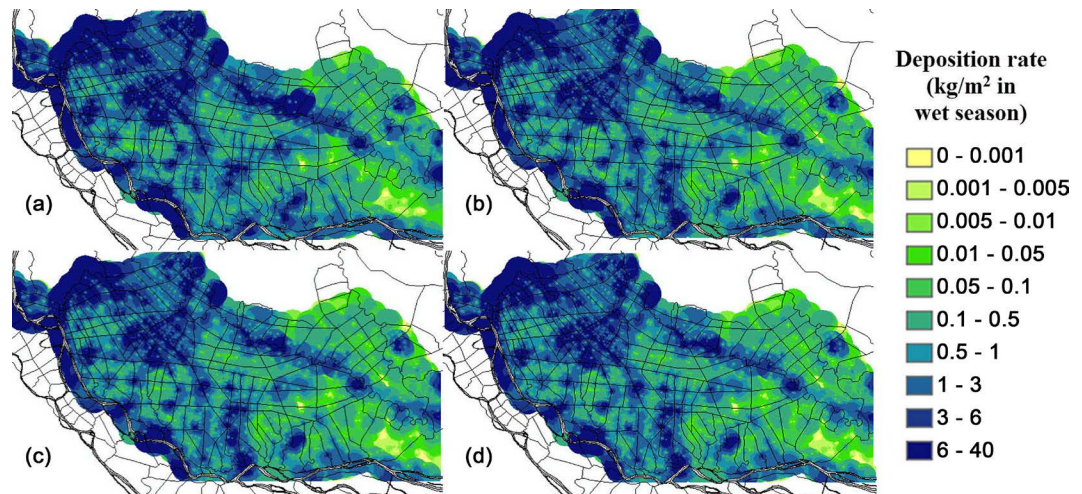 Deposition rate
(kg/m² in
wet season)
0 - 0.001
0.001 - 0.005
0.005 - 0.01
0.01 - 0.05
0.05 - 0.1
0.1 - 0.5
0.5 - 1
1 - 3
3 - 6
6 - 40
(a)
(b)
(c)
(d)